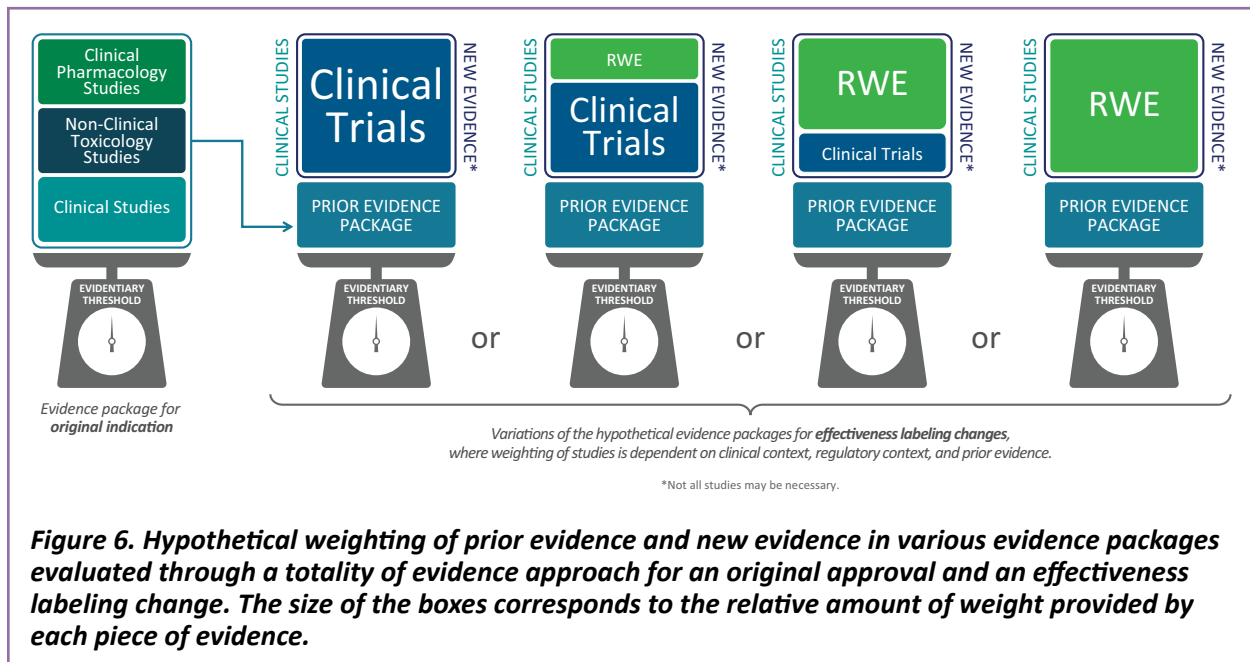 Clinical
Pharmacology
Studies
Non-Clinical
Toxicology
Studies
Clinical Studies
EVIDENTIARY
THRESHOLD
Evidence package for
original indication
CLINICAL STUDIES
Clinical
Trials
NEW EVIDENCE*
PRIOR EVIDENCE
PACKAGE
EVIDENTIARY
THRESHOLD
or
CLINICAL STUDIES
RWE
Clinical
Trials
NEW EVIDENCE*
PRIOR EVIDENCE
PACKAGE
EVIDENTIARY
THRESHOLD
or
CLINICAL STUDIES
RWE
Clinical Trials
NEW EVIDENCE*
PRIOR EVIDENCE
PACKAGE
EVIDENTIARY
THRESHOLD
or
CLINICAL STUDIES
RWE
NEW EVIDENCE*
PRIOR EVIDENCE
PACKAGE
EVIDENTIARY
THRESHOLD
Variations of the hypothetical evidence packages for effectiveness labeling changes,
where weighting of studies is dependent on clinical context, regulatory context, and prior evidence.
*Not all studies may be necessary.
Figure 6. Hypothetical weighting of prior evidence and new evidence in various evidence packages
evaluated through a totality of evidence approach for an original approval and an effectiveness
labeling change. The size of the boxes corresponds to the relative amount of weight provided by
each piece of evidence.